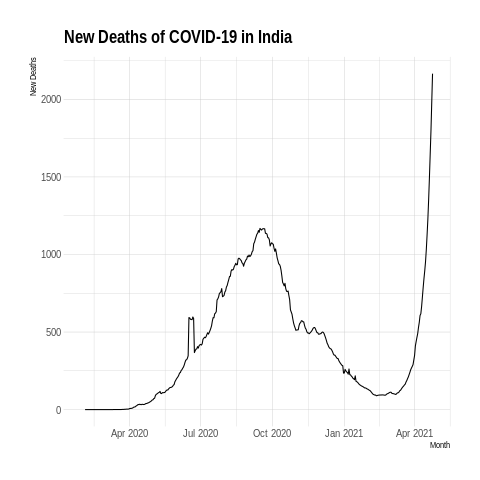 New Deaths of COVID-19 in India
New Deaths
2000
1500
1000
500
0
Apr 2020
Jul 2020
Oct 2020
Jan 2021
Apr 2021
Month